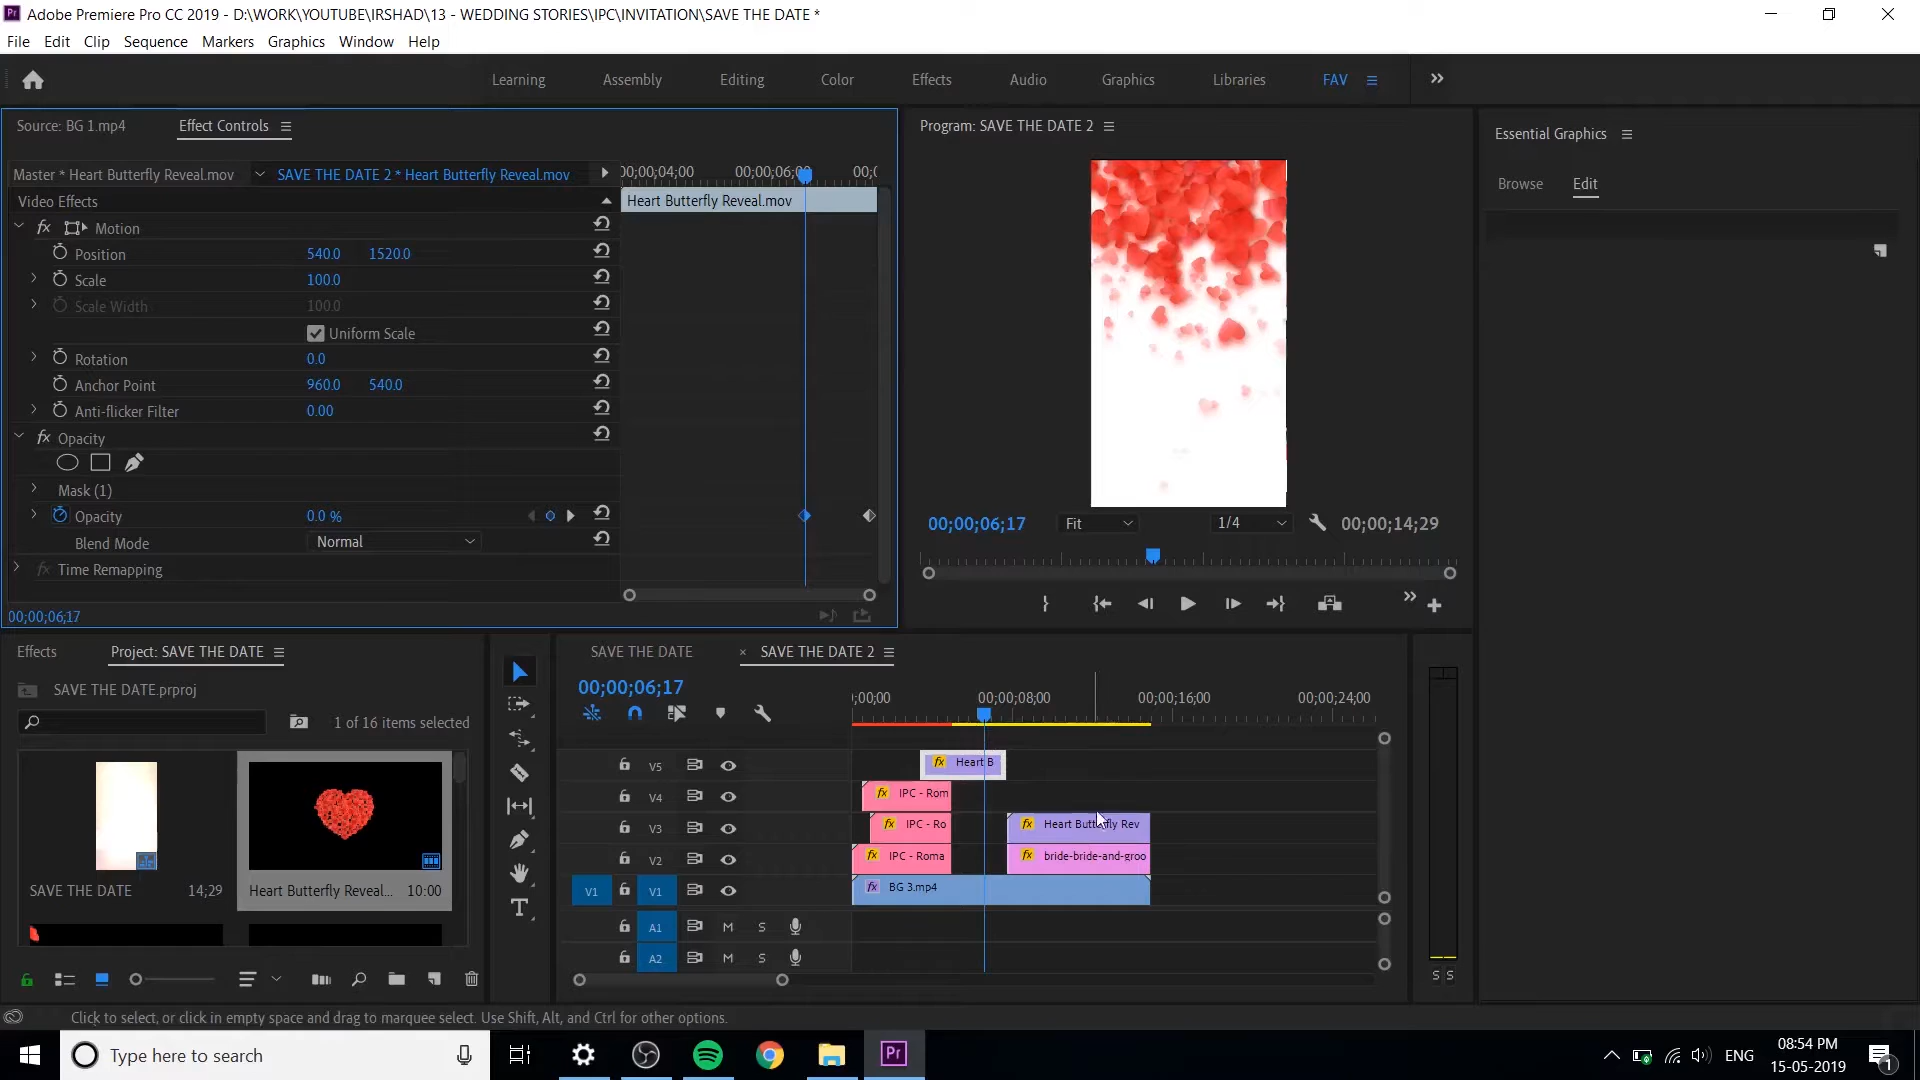 Adobe Premiere Pro CC 2019 - D:\WORK\YOUTUBE\IRSHAD\13 - WEDDING STORIES\IPC\INVITATION\SAVE THE DATE *
File Edit Clip Sequence Markers Graphics Window Help
Learning Assembly Editing Color Effects Audio Graphics Libraries FAV
Source: BG 1.mp4 Effect Controls
Master * Heart Butterfly Reveal.mov SAVE THE DATE 2 * Heart Butterfly Reveal.mov
00;00;04;00 00;00;06;00
Video Effects
Heart Butterfly Reveal.mov
fx Motion
Position 540.0 1520.0
Scale 100.0
Scale Width 100.0
Uniform Scale
Rotation 0.0
Anchor Point 960.0 540.0
Anti-flicker Filter 0.00
fx Opacity
Mask (1)
Opacity 0.0 %
Blend Mode Normal
fx Time Remapping
00;00;06;17
Program: SAVE THE DATE 2
00;00;06;17 Fit 1/4 00;00;14;29
Essential Graphics
Browse Edit
Effects Project: SAVE THE DATE
SAVE THE DATE.prproj
1 of 16 items selected
SAVE THE DATE 14;29
Heart Butterfly Reveal... 10:00
SAVE THE DATE × SAVE THE DATE 2
00;00;06;17
;00;00 00;00;08;00 00;00;16;00 00;00;24;00
V5 fx Heart B
V4 fx IPC - Rom
V3 fx IPC - Ro fx Heart Butterfly Rev
V2 fx IPC - Roma fx bride-bride-and-groo
V1 V1 fx BG 3.mp4
A1 M S
A2 M S
S S
Click to select, or click in empty space and drag to marquee select. Use Shift, Alt, and Ctrl for other options.
Type here to search
Pr
ENG
08:54 PM
15-05-2019
1